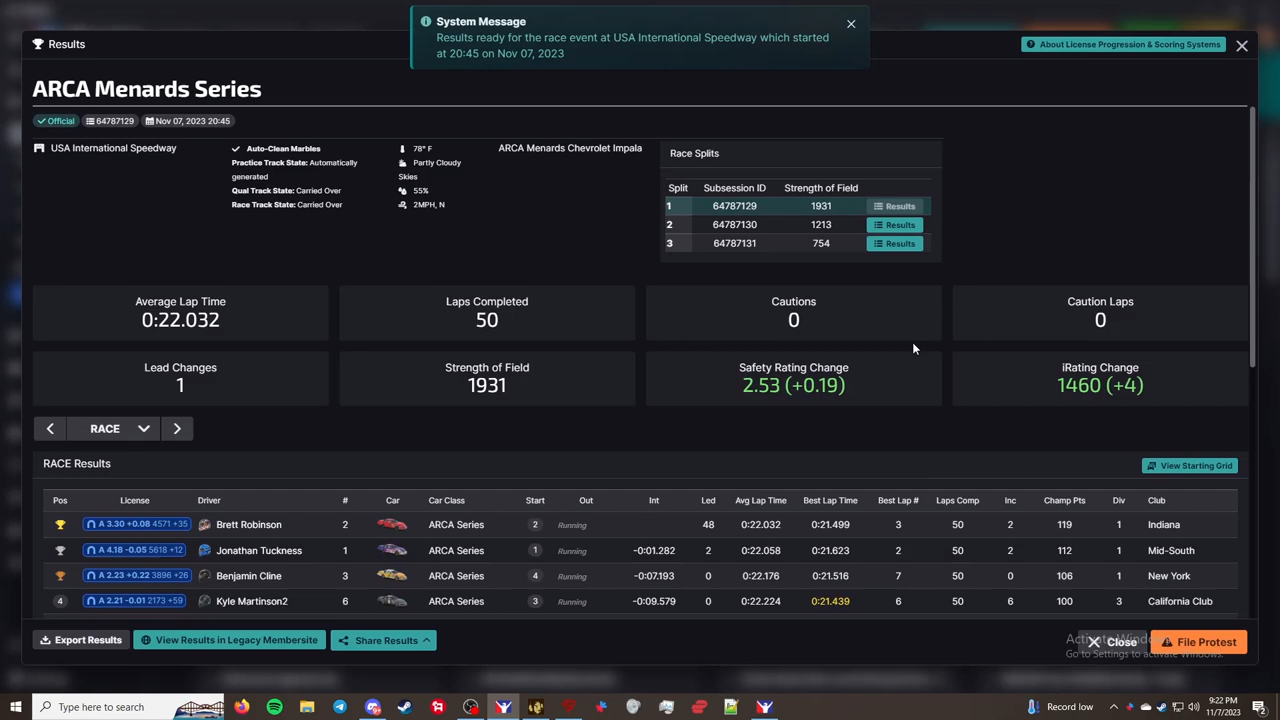 System Message
Results ready for the race event at USA International Speedway which started
at 20:45 on Nov 07, 2023
Results
About License Progression & Scoring Systems
ARCA Menards Series
Official
64787129
Nov 07, 2023 20:45
USA International Speedway
Auto-Clean Marbles
Practice Track State: Automatically
generated
Qual Track State: Carried Over
Race Track State: Carried Over
78° F
Partly Cloudy
Skies
55%
2MPH, N
ARCA Menards Chevrolet Impala
Race Splits
Split Subsession ID Strength of Field
1 64787129 1931 Results
2 64787130 1213 Results
3 64787131 754 Results
Average Lap Time
0:22.032
Laps Completed
50
Cautions
0
Caution Laps
0
Lead Changes
1
Strength of Field
1931
Safety Rating Change
2.53 (+0.19)
iRating Change
1460 (+4)
RACE
RACE Results
View Starting Grid
Pos License Driver # Car Car Class Start Out Int Led Avg Lap Time Best Lap Time Best Lap # Laps Comp Inc Champ Pts Div Club
A 3.30 +0.08 4571 +35 Brett Robinson 2 ARCA Series 2 Running 48 0:22.032 0:21.499 3 50 2 119 1 Indiana
A 4.18 -0.05 5618 +12 Jonathan Tuckness 1 ARCA Series 1 Running -0:01.282 2 0:22.058 0:21.623 2 50 2 112 1 Mid-South
A 2.23 +0.22 3896 +26 Benjamin Cline 3 ARCA Series 4 Running -0:07.193 0 0:22.176 0:21.516 7 50 0 106 1 New York
4 A 2.21 -0.01 2173 +59 Kyle Martinson2 6 ARCA Series 3 Running -0:09.579 0 0:22.224 0:21.439 6 50 6 100 3 California Club
Export Results
View Results in Legacy Membersite
Share Results
Close
File Protest
Activate Windows
Go to Settings to activate Windows.
Type here to search
Record low
9:22 PM
11/7/2023
2